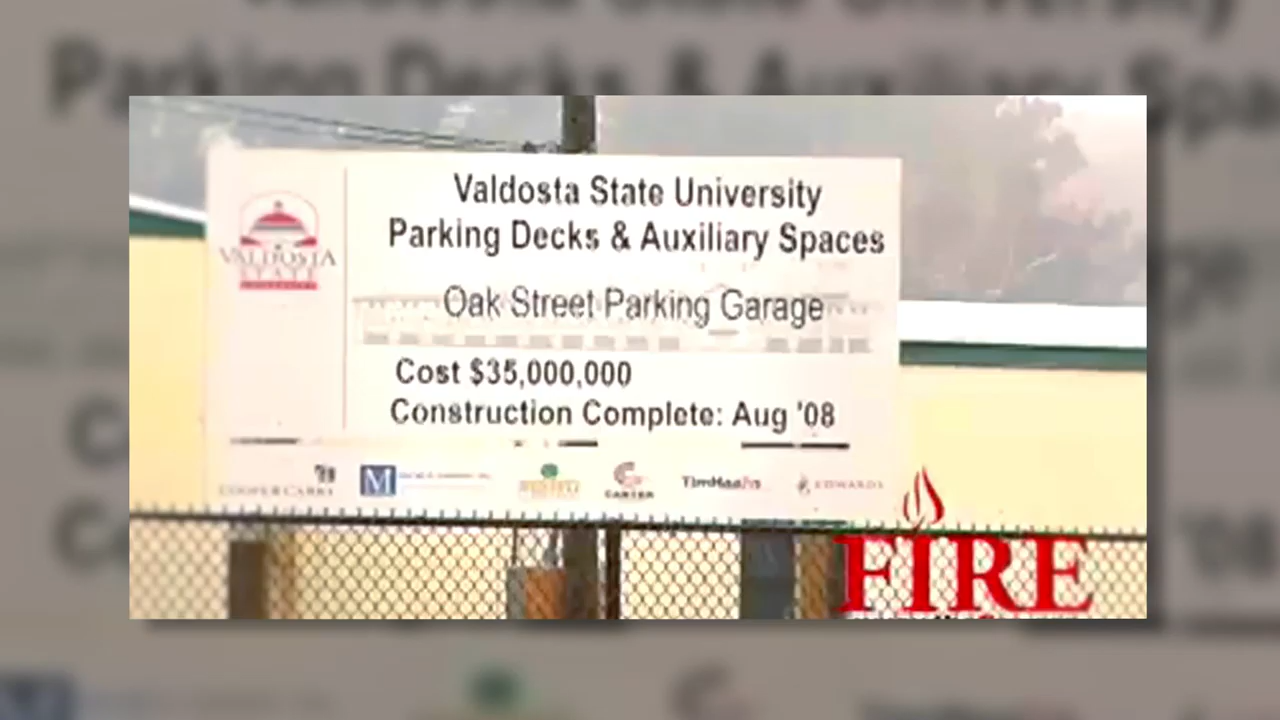 Valdosta State University
Parking Decks & Auxiliary Spaces
VALDOSTA
STATE
Oak Street Parking Garage
Cost $35,000,000
Construction Complete: Aug '08
M
CARTER
TimHaahs
EDWARDS
FIRE